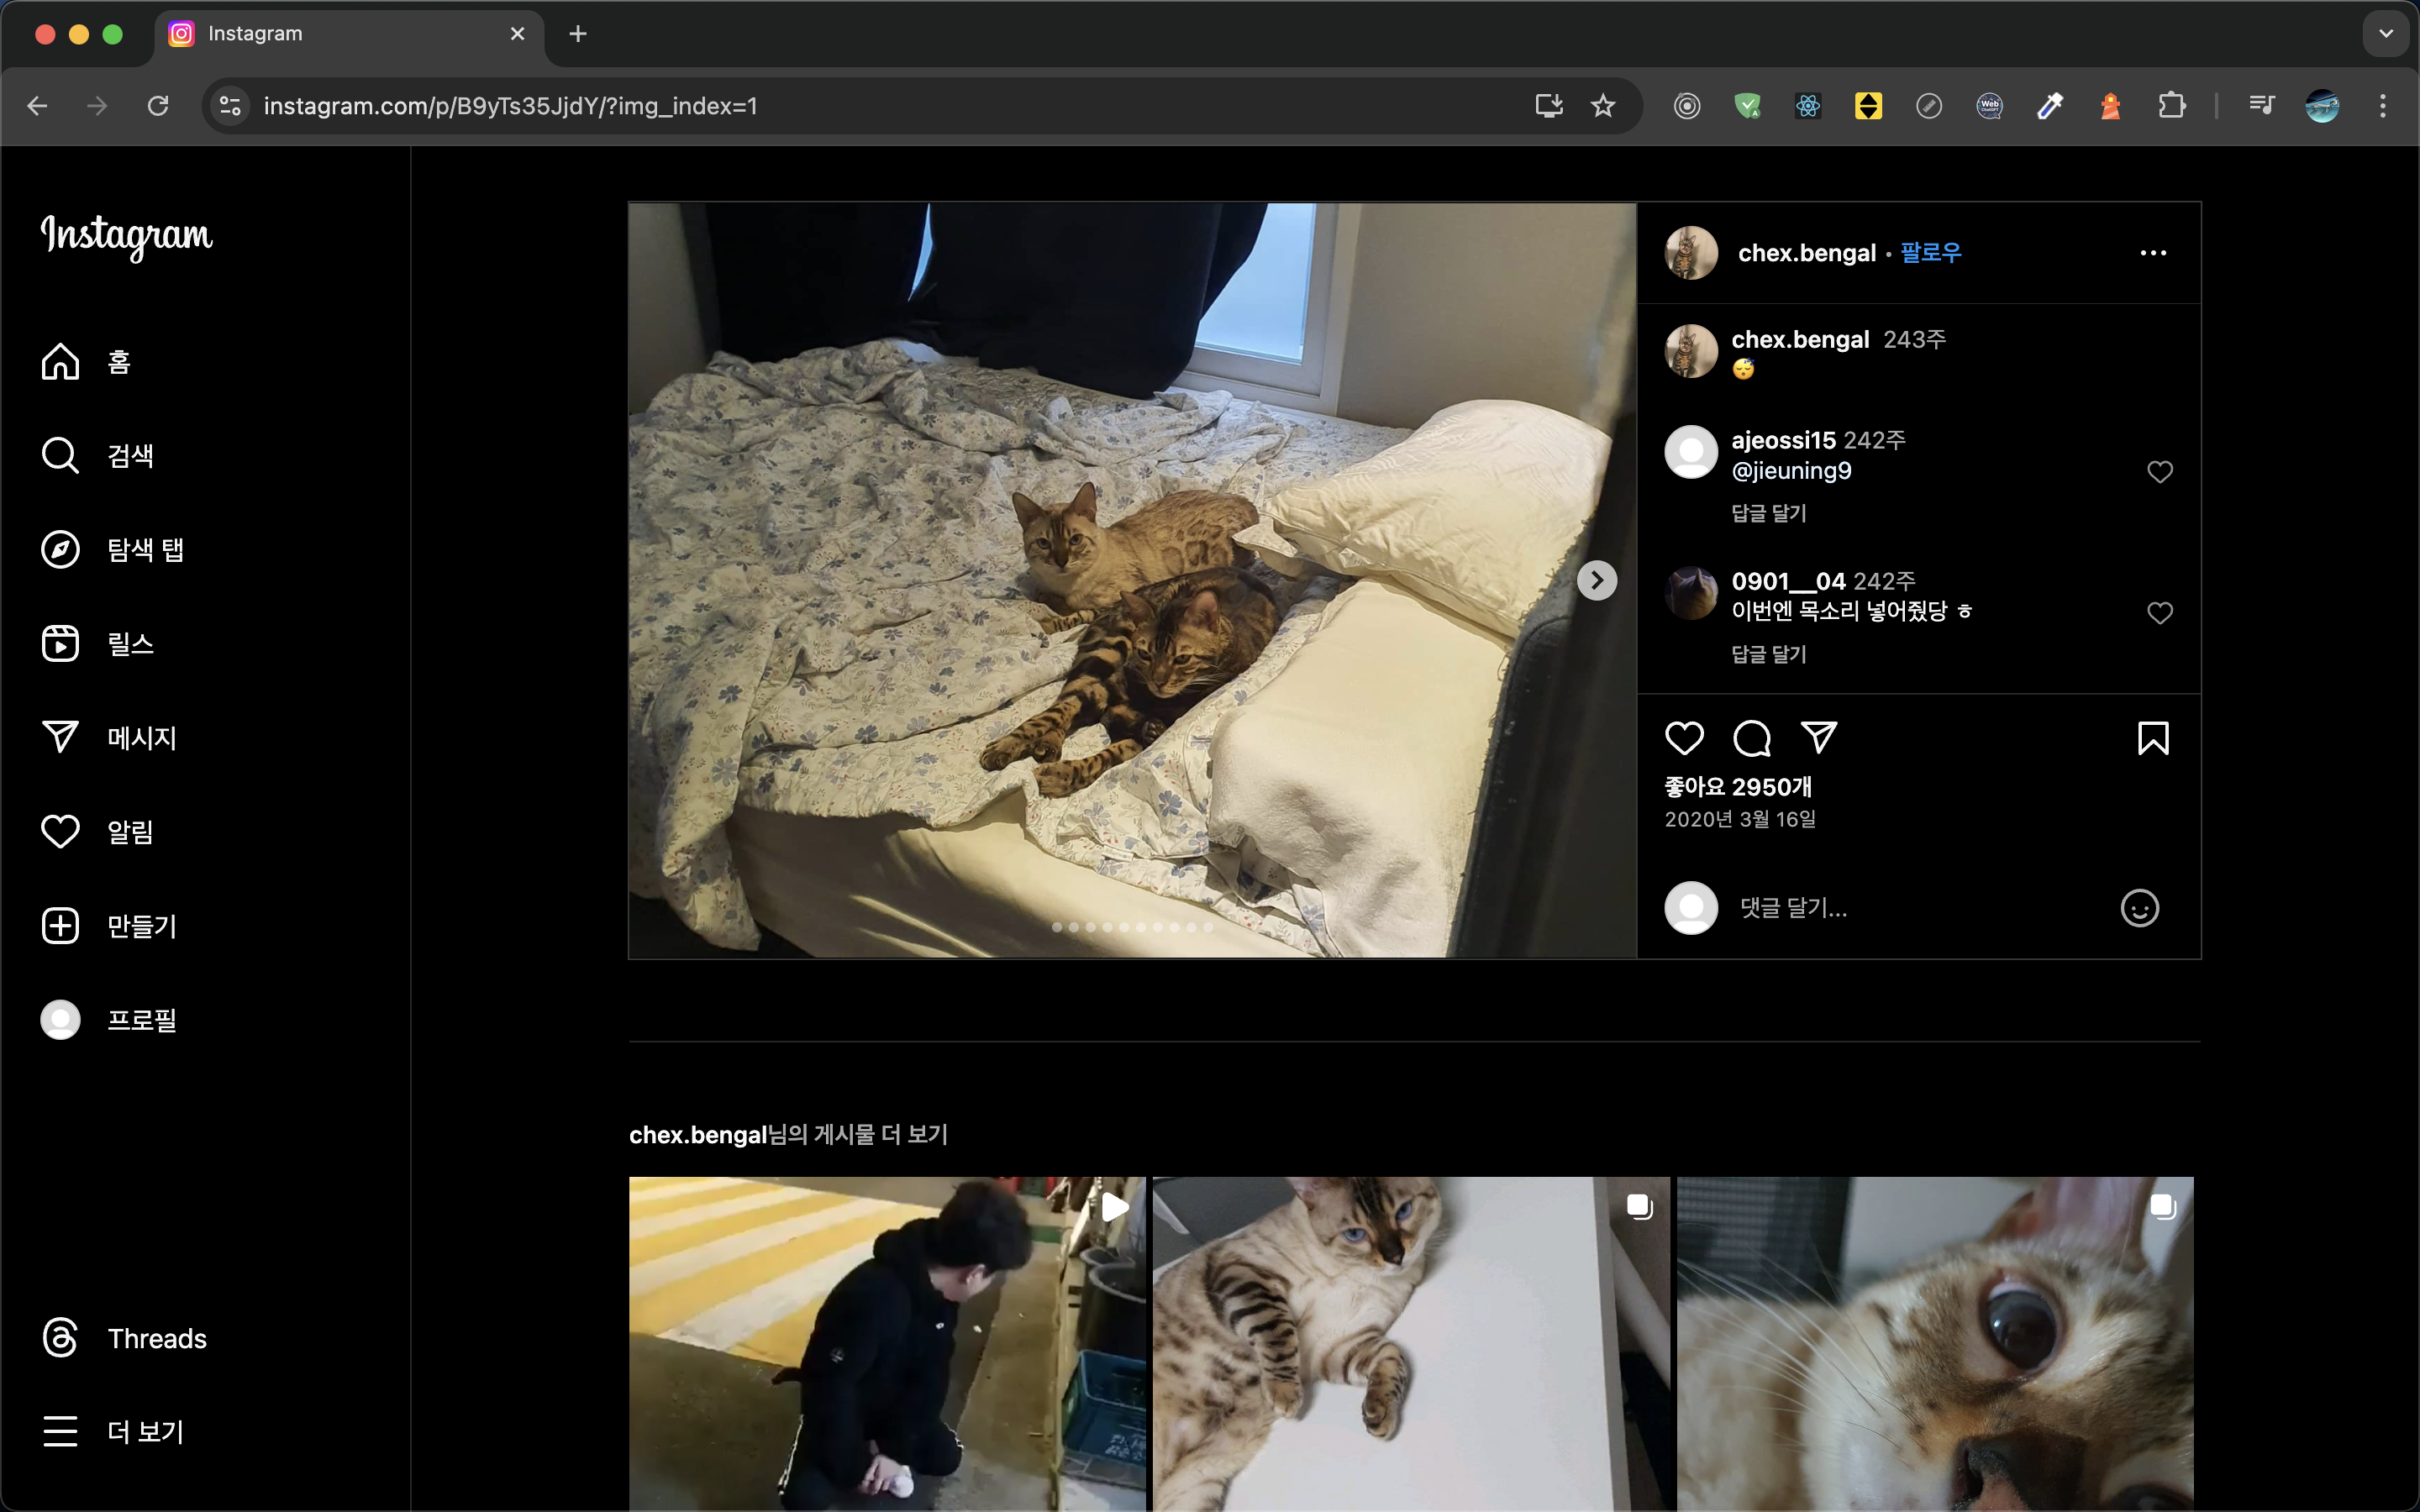 Instagram
instagram.com/p/B9yTs35JjdY/?img_index=1
Instagram
홈
검색
탐색 탭
릴스
메시지
알림
만들기
프로필
Threads
더 보기
chex.bengal • 팔로우
chex.bengal 243주
😴
ajeossi15 242주
@jieuning9
답글 달기
0901__04 242주
이번엔 목소리 넣어줬당 ㅎ
답글 달기
좋아요 2950개
2020년 3월 16일
댓글 달기...
chex.bengal님의 게시물 더 보기